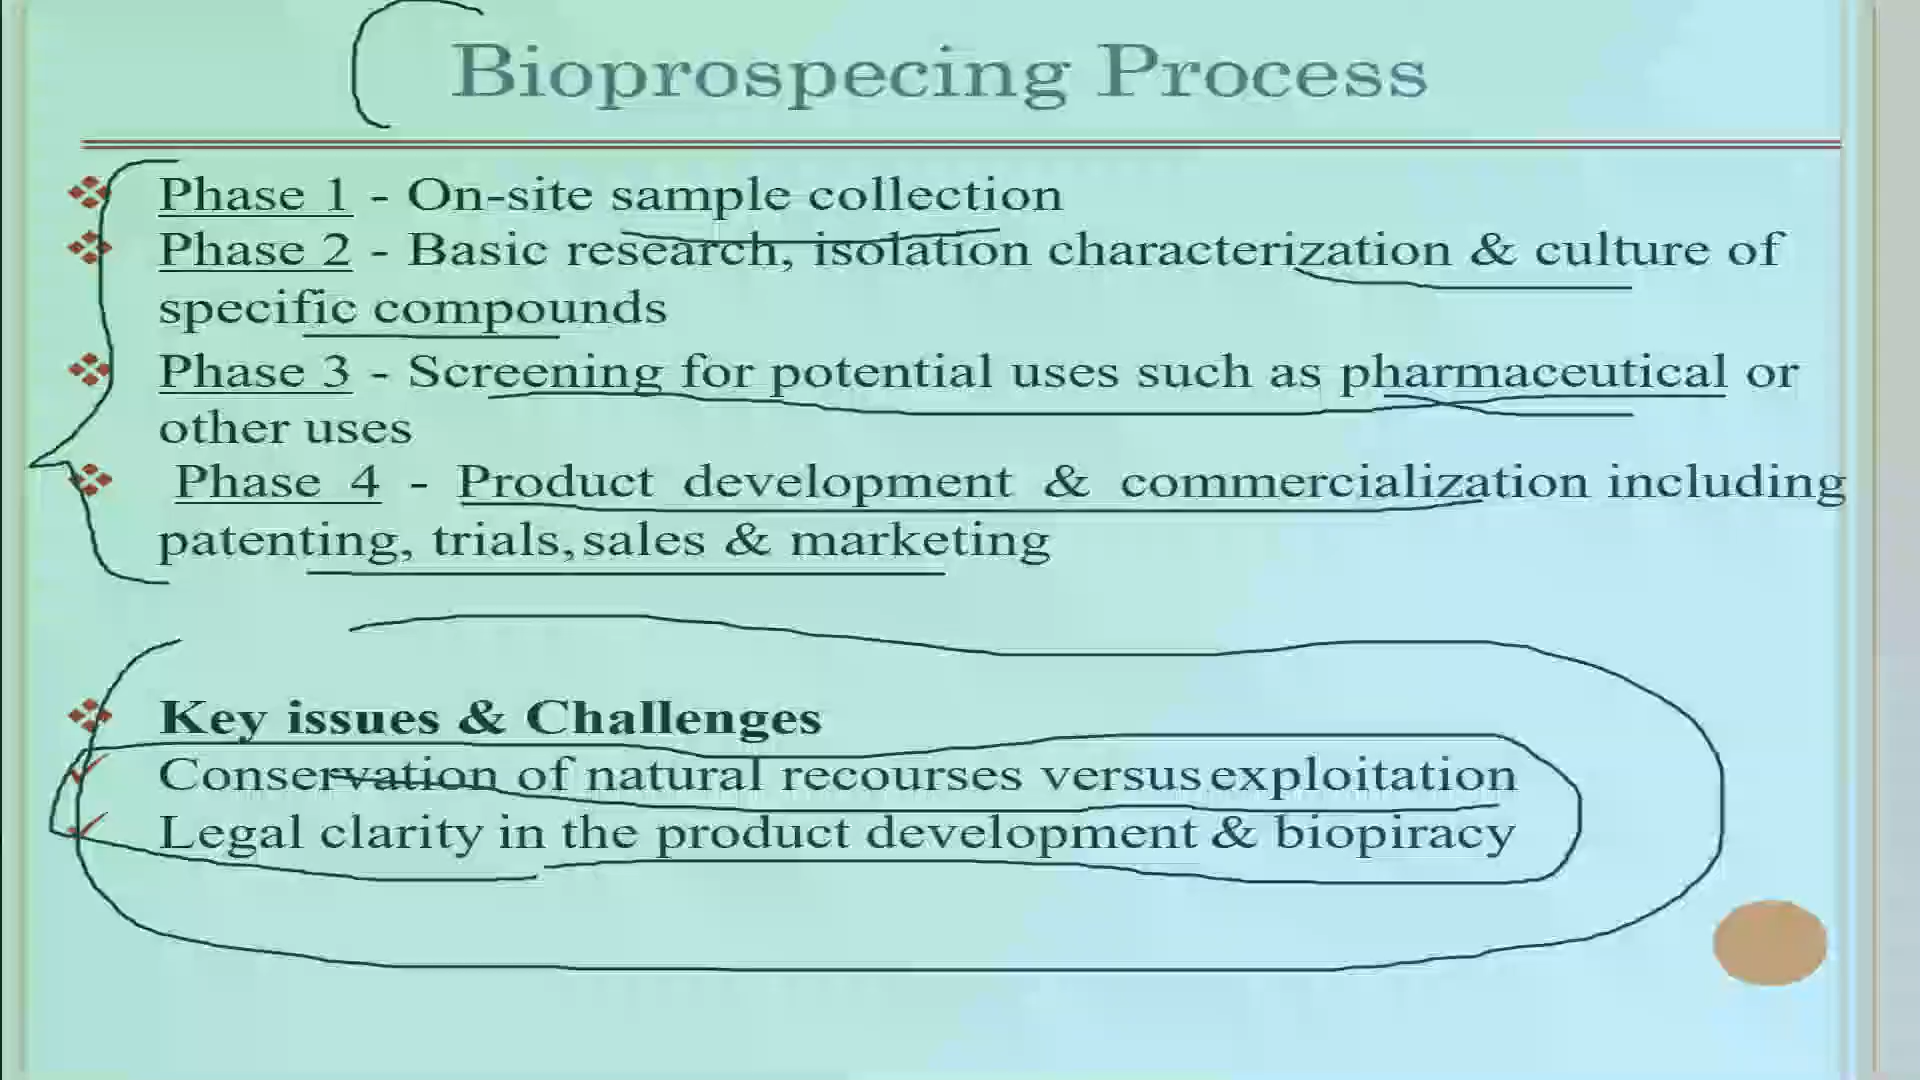 Bioprospecing Process
Phase 1 - On-site sample collection
Phase 2 - Basic research, isolation characterization & culture of
specific compounds
Phase 3 - Screening for potential uses such as pharmaceutical or
other uses
Phase 4 - Product development & commercialization including
patenting, trials, sales & marketing
Key issues & Challenges
Conservation of natural recourses versus exploitation
Legal clarity in the product development & biopiracy